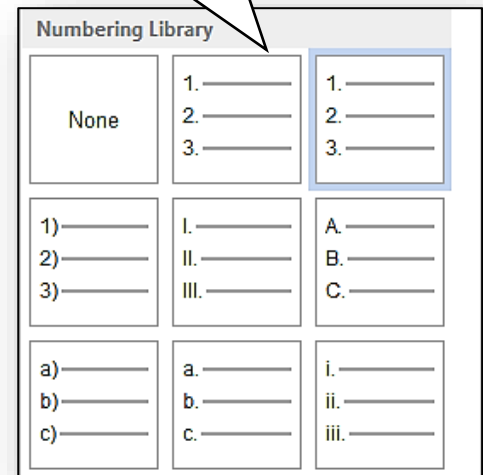 Numbering Library
None
1.
2.
3.
1.
2.
3.
1)
2)
3)
I.
II.
III.
A.
B.
C.
a)
b)
c)
a.
b.
c.
i.
ii.
iii.